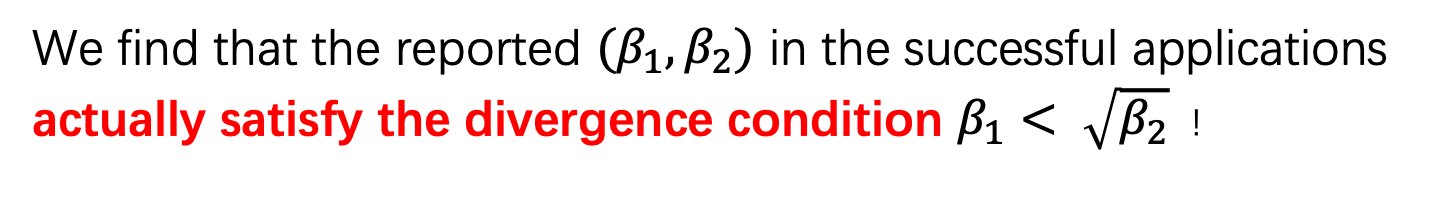 We find that the reported (β₁, β₂) in the successful applications
actually satisfy the divergence condition β₁ < √β₂ !